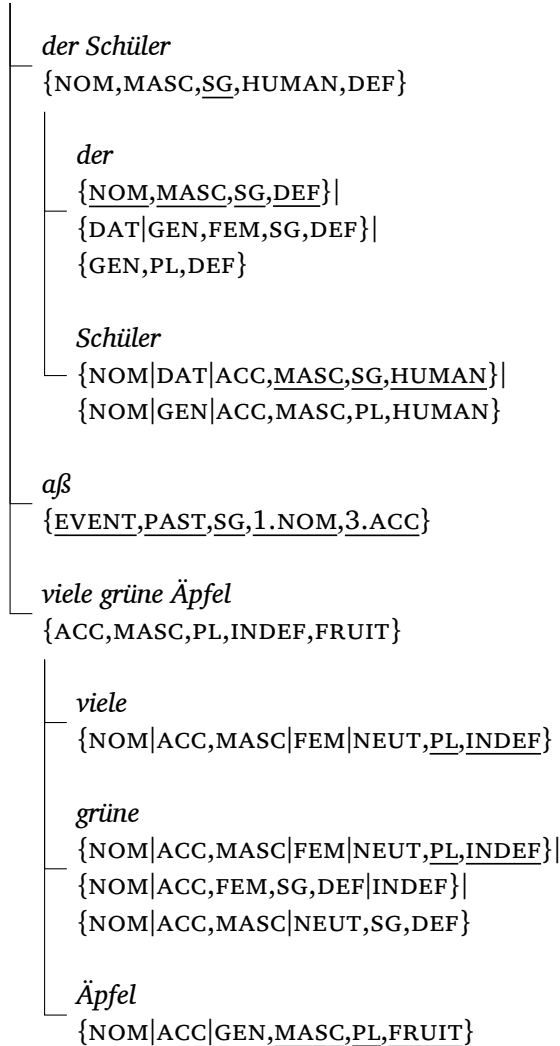 der Schüler
{NOM,MASC,SG,HUMAN,DEF}
der
{NOM,MASC,SG,DEF}|
{DAT|GEN,FEM,SG,DEF}|
{GEN,PL,DEF}
Schüler
{NOM|DAT|ACC,MASC,SG,HUMAN}|
{NOM|GEN|ACC,MASC,PL,HUMAN}
aß
{EVENT,PAST,SG,1.NOM,3.ACC}
viele grüne Äpfel
{ACC,MASC,PL,INDEF,FRUIT}
viele
{NOM|ACC,MASC|FEM|NEUT,PL,INDEF}
grüne
{NOM|ACC,MASC|FEM|NEUT,PL,INDEF}|
{NOM|ACC,FEM,SG,DEF|INDEF}|
{NOM|ACC,MASC|NEUT,SG,DEF}
Äpfel
{NOM|ACC|GEN,MASC,PL,FRUIT}